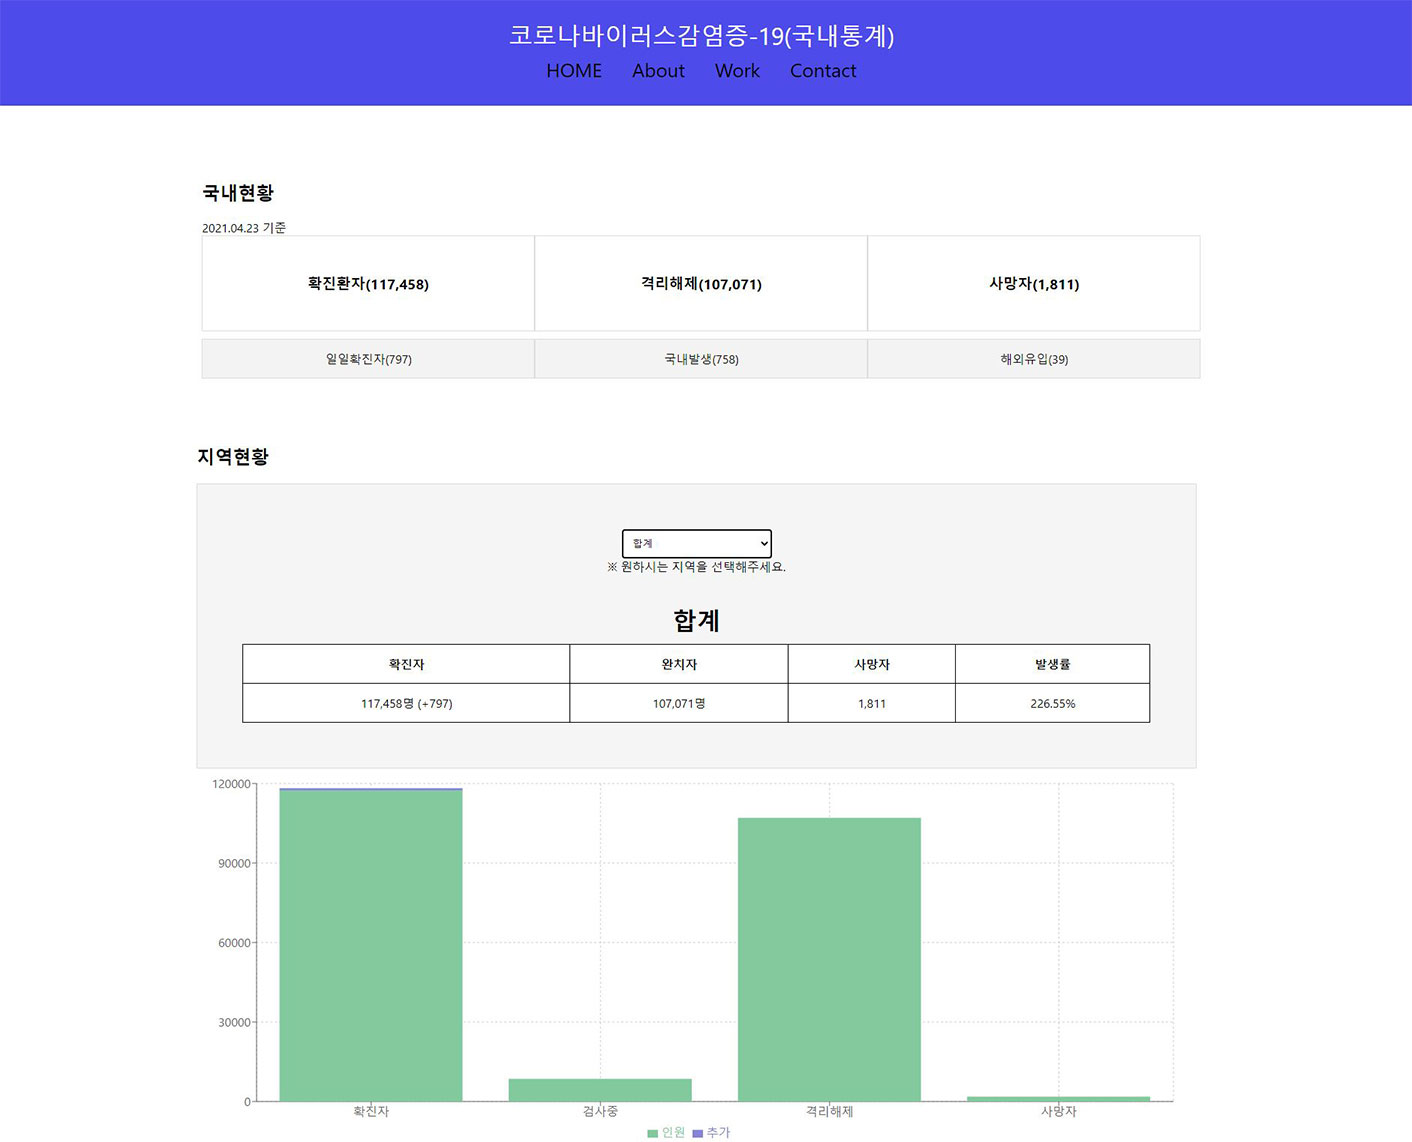 코로나바이러스감염증-19(국내통계)
HOME About Work Contact
국내현황
2021.04.23 기준
확진환자(117,458) 격리해제(107,071) 사망자(1,811)
일일확진자(797) 국내발생(758) 해외유입(39)
지역현황
합계
※ 원하시는 지역을 선택해주세요.
합계
확진자 완치자 사망자 발생률
117,458명 (+797) 107,071명 1,811 226.55%
120000
90000
60000
30000
0
확진자 검사중 격리해제 사망자
인원 추가